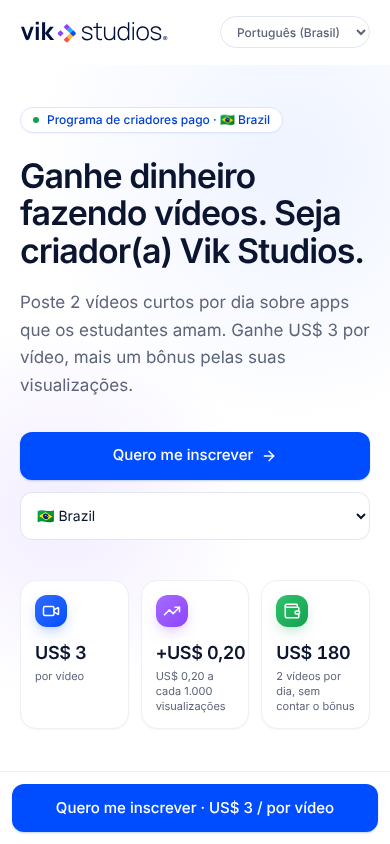 vik studios®
Português (Brasil)
Programa de criadores pago · 🇧🇷 Brazil
Ganhe dinheiro
fazendo vídeos. Seja
criador(a) Vik Studios.
Poste 2 vídeos curtos por dia sobre apps
que os estudantes amam. Ganhe US$ 3 por
vídeo, mais um bônus pelas suas
visualizações.
Quero me inscrever →
🇧🇷 Brazil
US$ 3
por vídeo
+US$ 0,20
US$ 0,20 a
cada 1.000
visualizações
US$ 180
2 vídeos por
dia, sem
contar o bônus
Quero me inscrever · US$ 3 / por vídeo